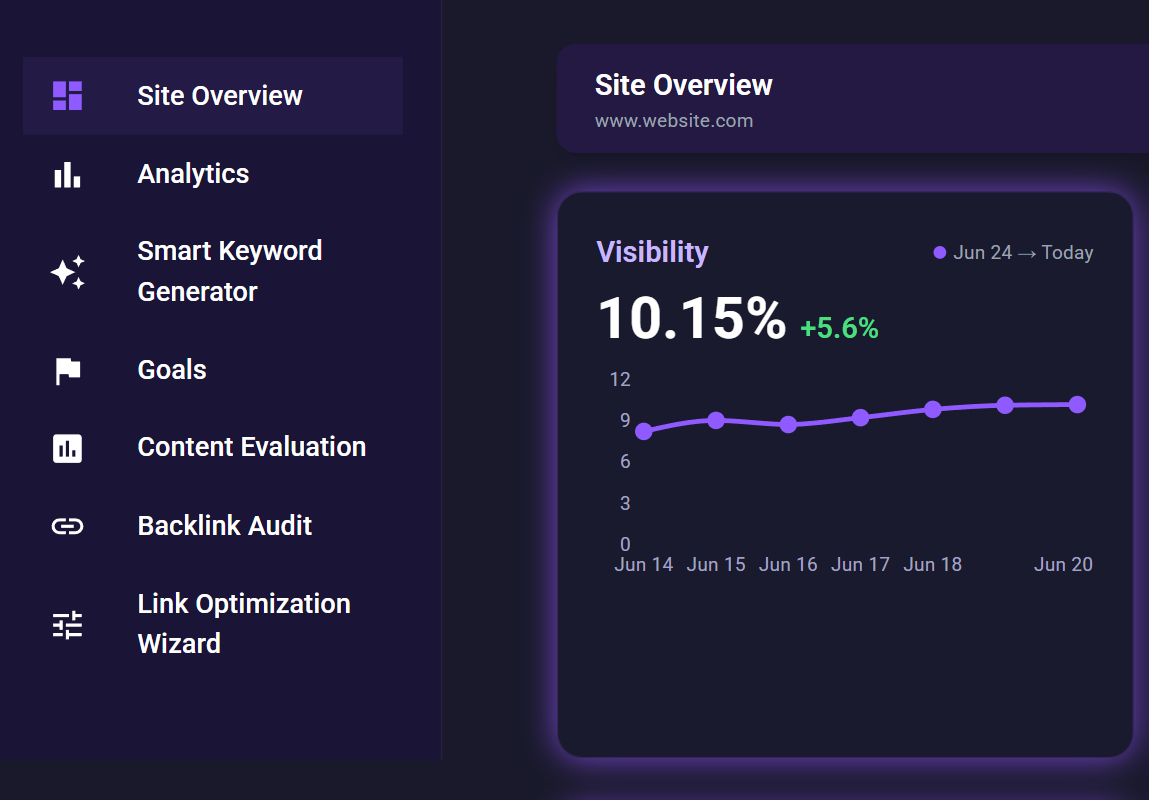 Site Overview
Analytics
Smart Keyword
Generator
Goals
Content Evaluation
Backlink Audit
Link Optimization
Wizard
Site Overview
www.website.com
Visibility
Jun 24 → Today
10.15% +5.6%
12
9
6
3
0
Jun 14 Jun 15 Jun 16 Jun 17 Jun 18 Jun 20